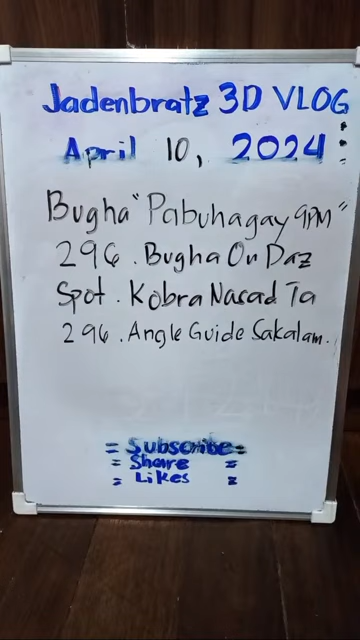 Jadenbratz 3D VLOG
April 10, 2024
Bugha "Pabuhagay 9PM"
296. Bugha On Daz
Spot. Kobra Nasad Ta
296. Angle Guide Sakalam.
= Subscribe =
= Share =
= Likes =